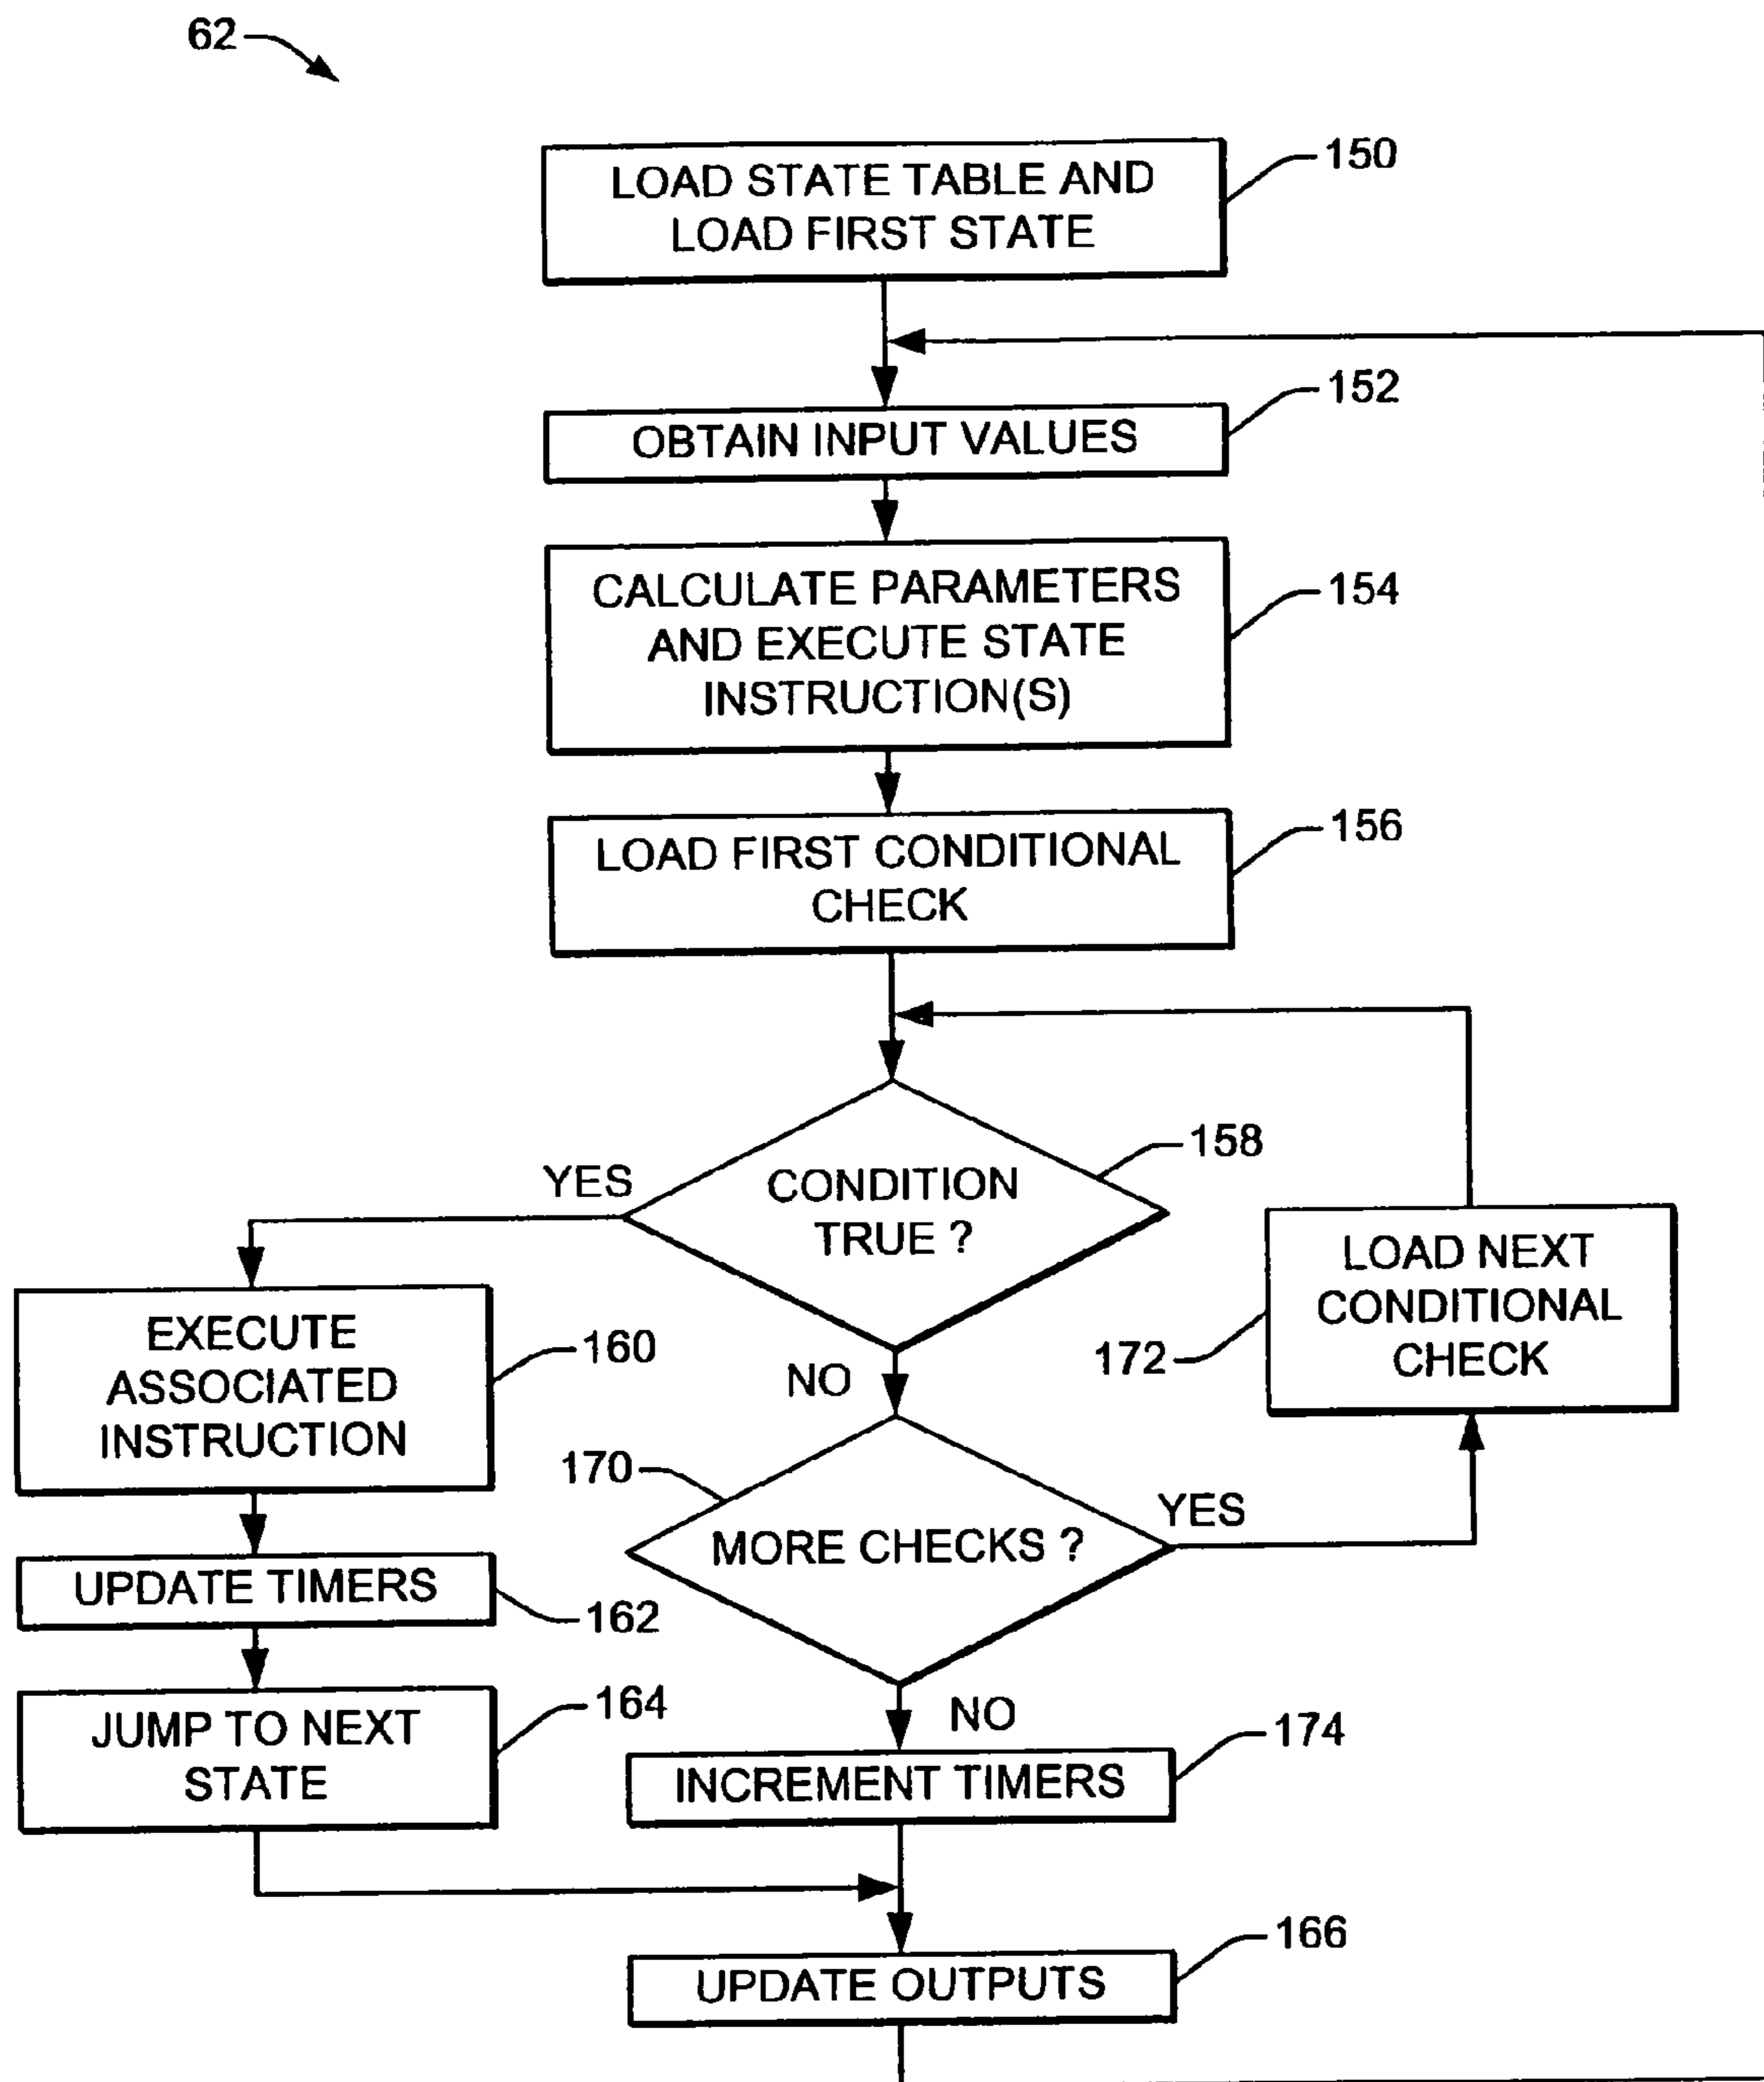 62
LOAD STATE TABLE AND
LOAD FIRST STATE
150
OBTAIN INPUT VALUES
152
CALCULATE PARAMETERS
AND EXECUTE STATE
INSTRUCTION(S)
154
LOAD FIRST CONDITIONAL
CHECK
156
CONDITION
TRUE ?
158
YES
NO
EXECUTE
ASSOCIATED
INSTRUCTION
160
LOAD NEXT
CONDITIONAL
CHECK
172
170
MORE CHECKS ?
YES
NO
UPDATE TIMERS
162
JUMP TO NEXT
STATE
164
INCREMENT TIMERS
174
UPDATE OUTPUTS
166